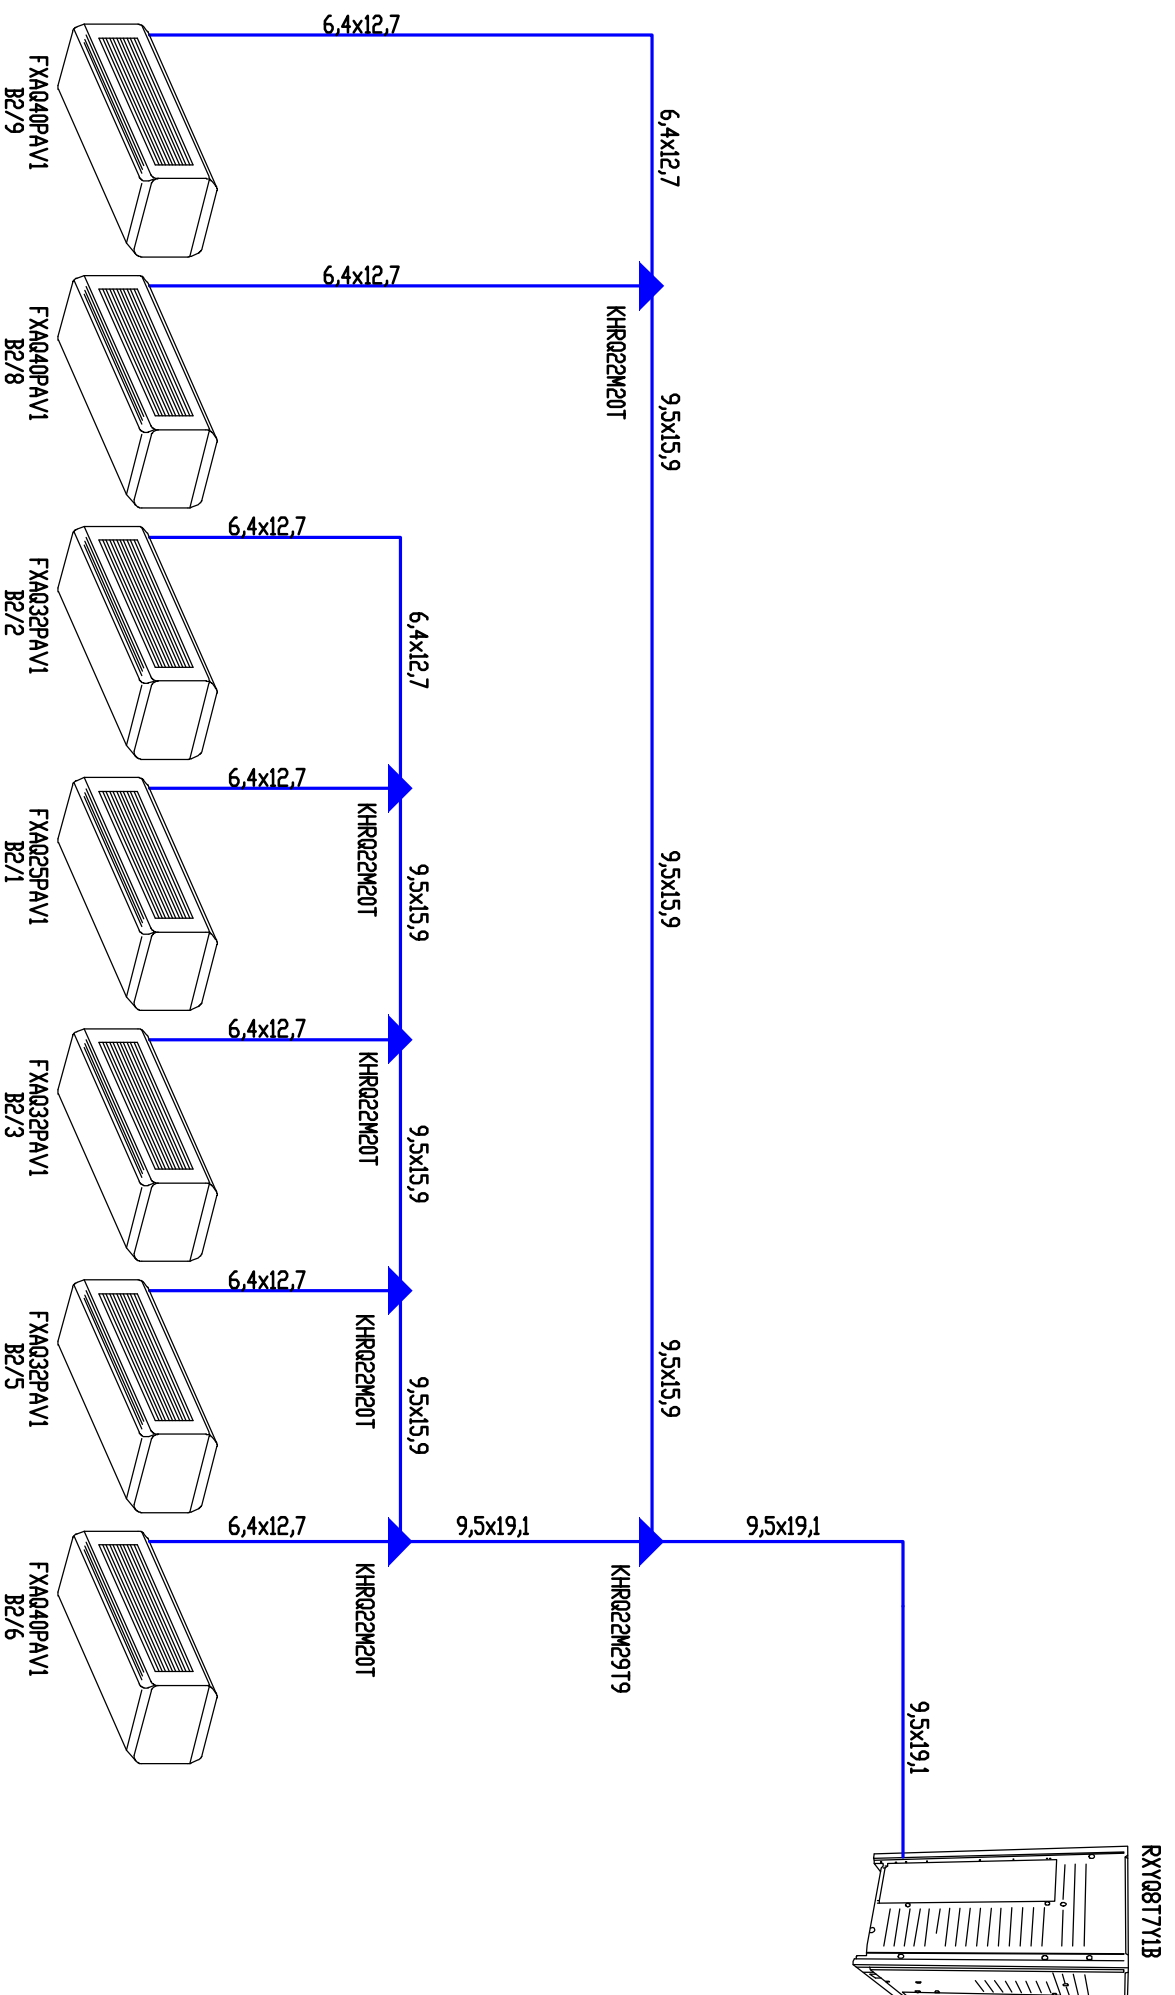 RXYQ8T7Y1B
9,5x19,1
9,5x19,1
KHRQ22M29T9
9,5x19,1
6,4x12,7
9,5x15,9
9,5x15,9
9,5x15,9
KHRQ22M20T
6,4x12,7
6,4x12,7
6,4x12,7
9,5x15,9
9,5x15,9
9,5x15,9
KHRQ22M20T
KHRQ22M20T
KHRQ22M20T
KHRQ22M20T
6,4x12,7
6,4x12,7
6,4x12,7
6,4x12,7
6,4x12,7
FXAQ40PAV1
B2/9
FXAQ40PAV1
B2/8
FXAQ32PAV1
B2/2
FXAQ25PAV1
B2/1
FXAQ32PAV1
B2/3
FXAQ32PAV1
B2/5
FXAQ40PAV1
B2/6